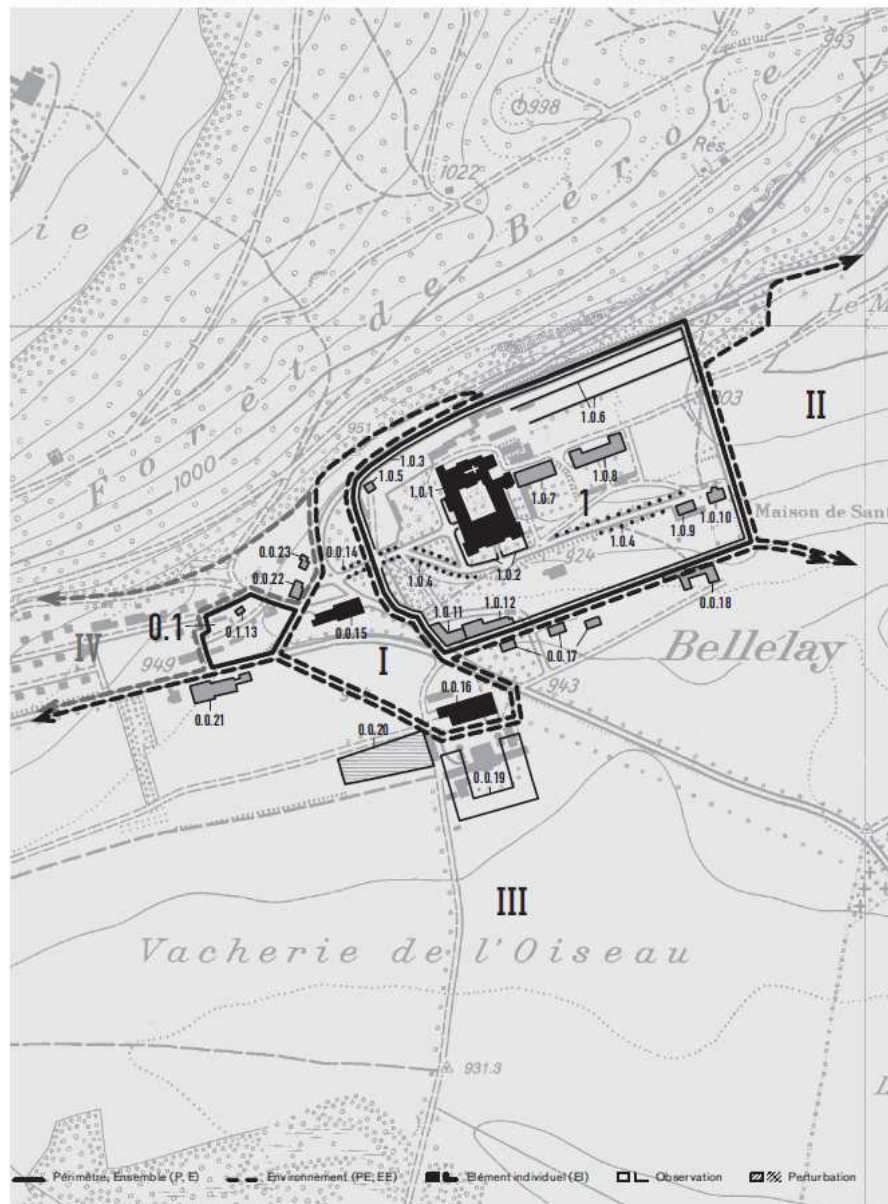 993
998
1022
Rés.
ie
Forêt de Béroie
Le M
951
1.0.3
1.0.5
1.0.6
II
1.0.1
1.0.8
1.0.7
1
1.0.10
Maison de Sant
1000
0.0.23
0.0.14
1.0.9
1.0.4
0.0.22
1.0.4
1.0.2
924
0.0.18
0.1
0.1.13
1.0.11
1.0.12
0.0.15
0.0.17
IV
949
I
Bellelay
0.0.21
0.0.16
943
0.0.20
0.0.19
III
Vacherie de l'Oiseau
931.3
L
Périmètre, Ensemble (P, E) Environnement (PE, EE) Elément individuel (EI) Observation Perturbation